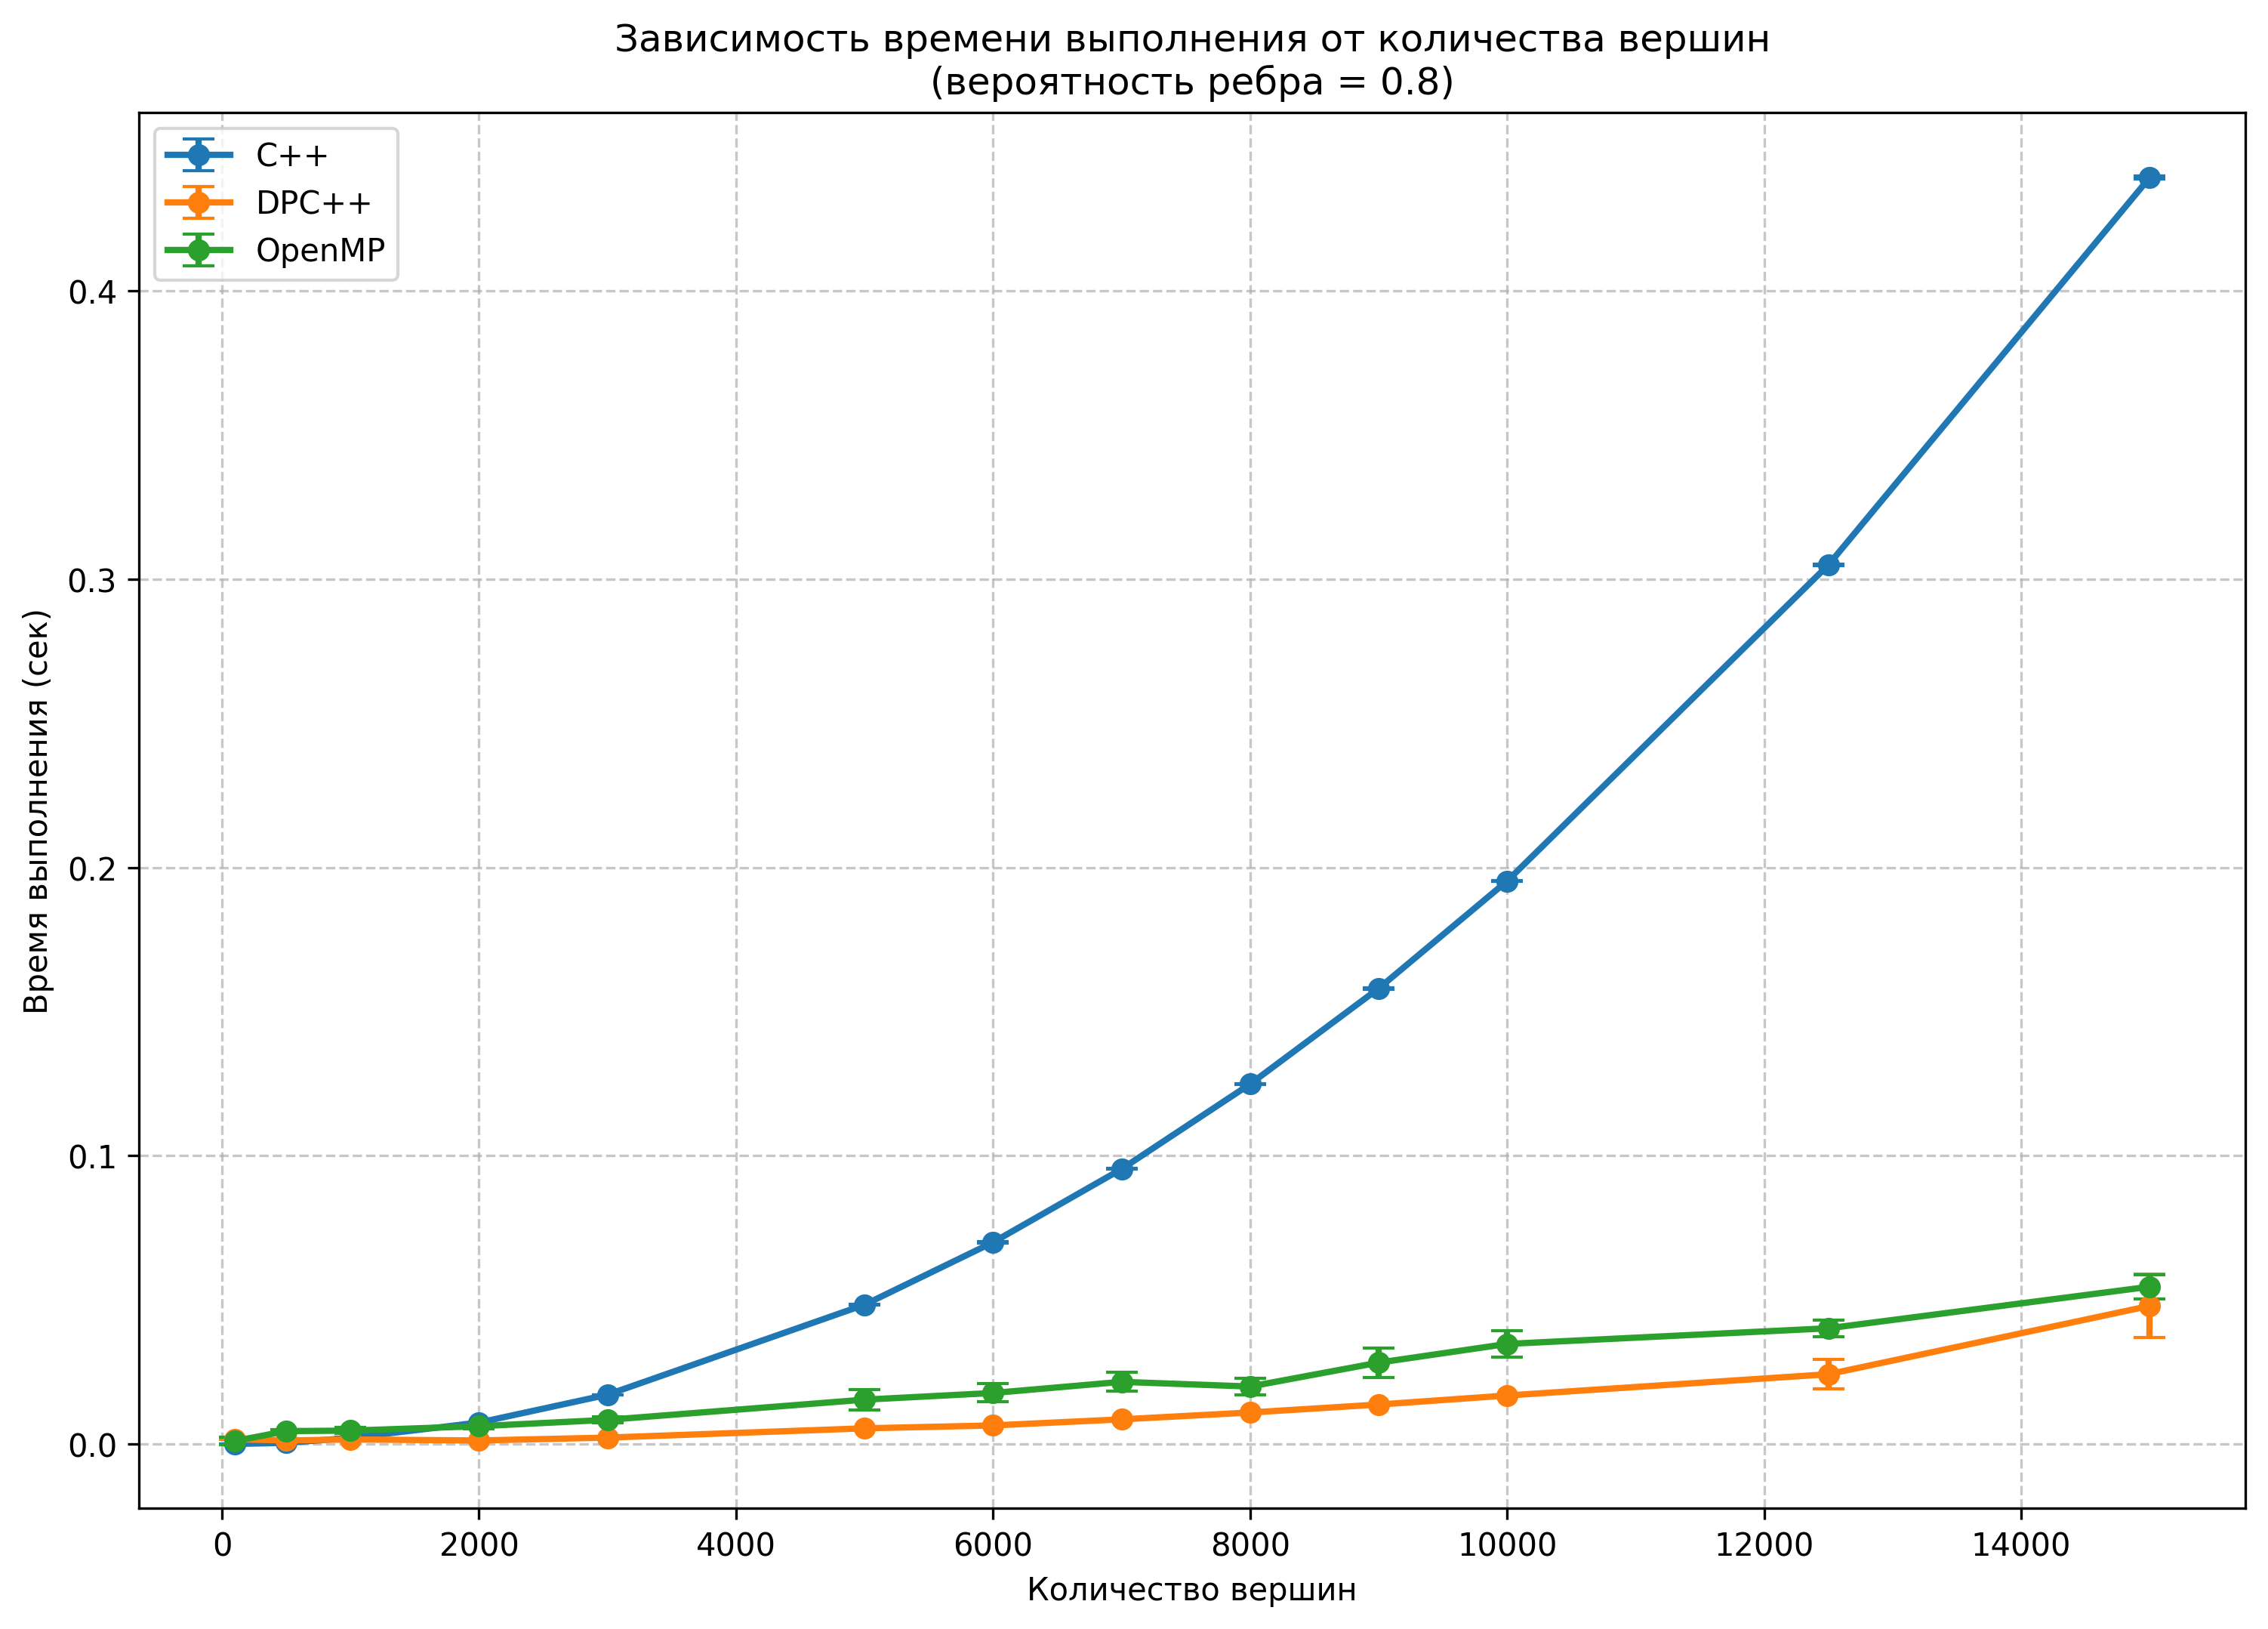 Зависимость времени выполнения от количества вершин
(вероятность ребра = 0.8)
C++
DPC++
OpenMP
Время выполнения (сек)
0.4
0.3
0.2
0.1
0.0
0 2000 4000 6000 8000 10000 12000 14000
Количество вершин